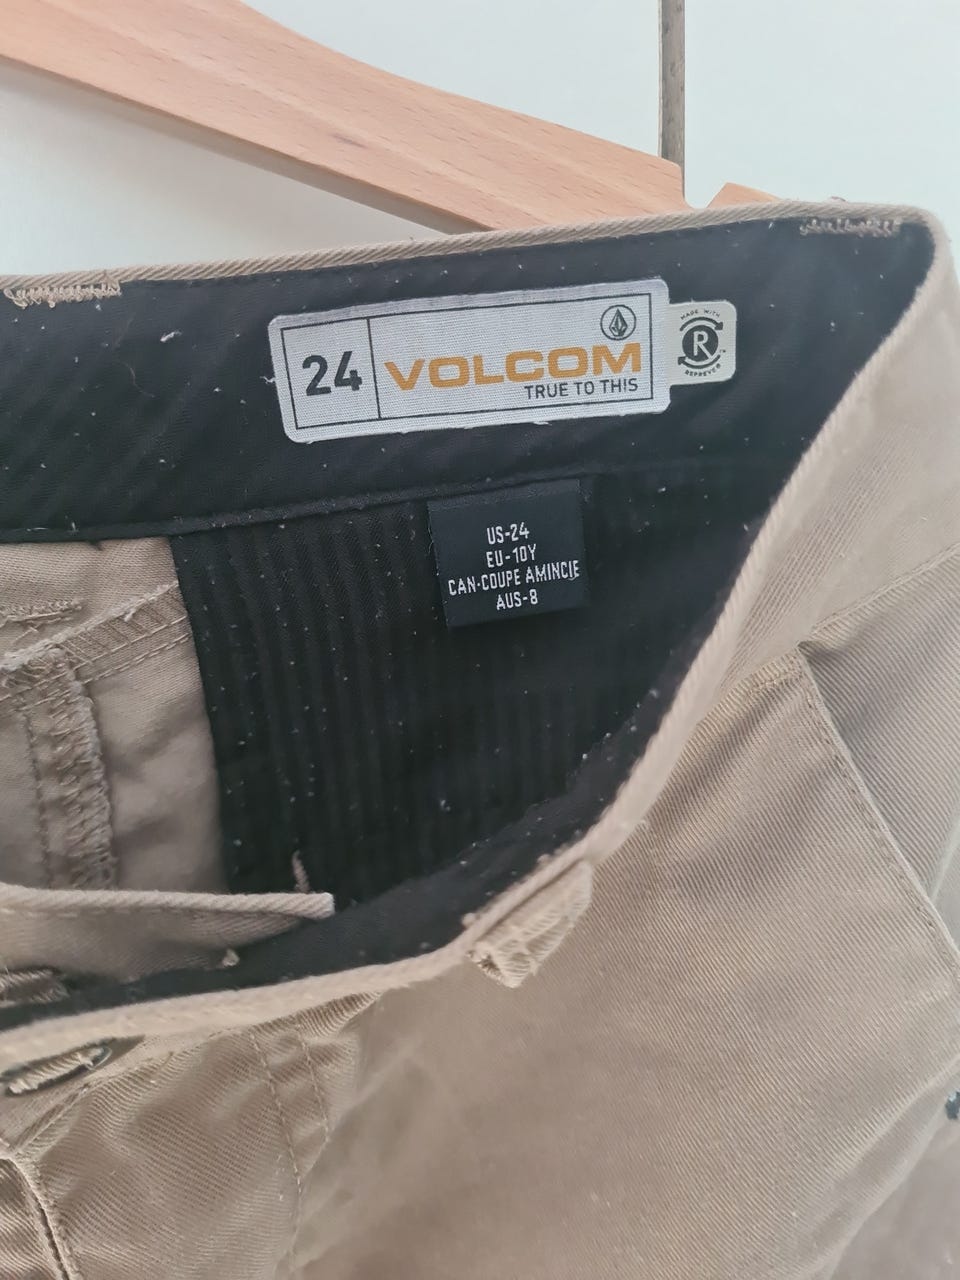 24
VOLCOM
TRUE TO THIS
MADE WITH
R
REPREVE®
US-24
EU-10Y
CAN-COUPE AMINCIE
AUS-8